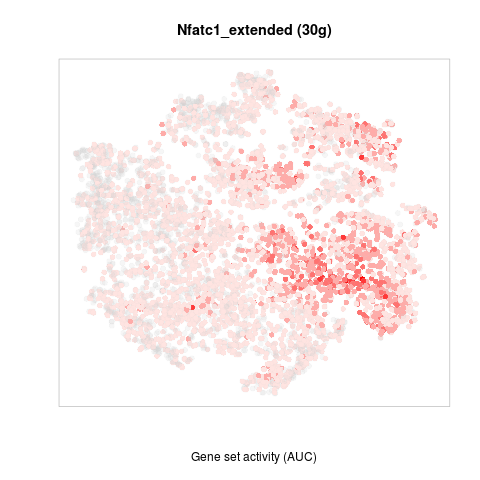 Nfatc1_extended (30g)
Gene set activity (AUC)